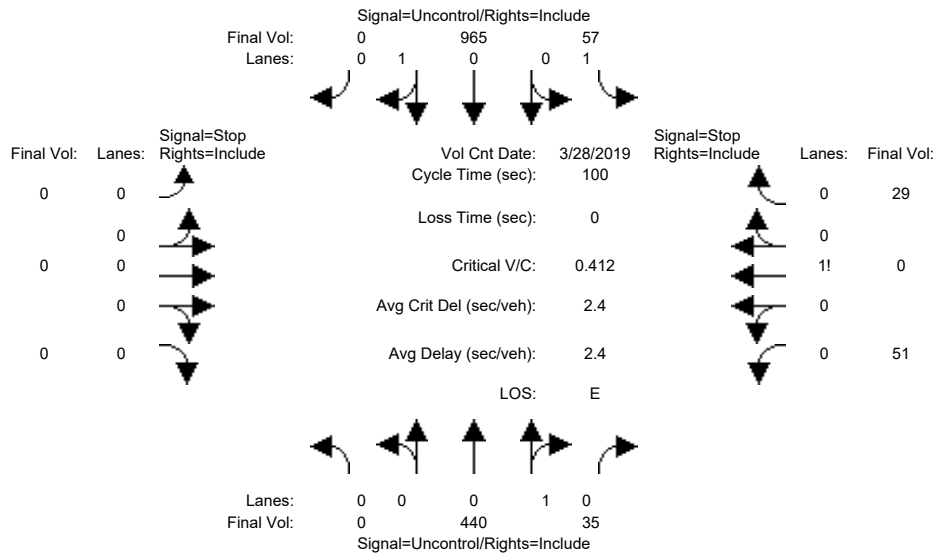 Signal=Uncontrol/Rights=Include
Final Vol: 0 965 57
Lanes: 0 1 0 0 1
Signal=Stop Signal=Stop
Final Vol: Lanes: Rights=Include Vol Cnt Date: 3/28/2019 Rights=Include Lanes: Final Vol:
Cycle Time (sec): 100
0 0 0 29
Loss Time (sec): 0
0 0
0 0 Critical V/C: 0.412 1! 0
0 Avg Crit Del (sec/veh): 2.4 0
0 0 Avg Delay (sec/veh): 2.4 0 51
LOS: E
Lanes: 0 0 0 1 0
Final Vol: 0 440 35
Signal=Uncontrol/Rights=Include